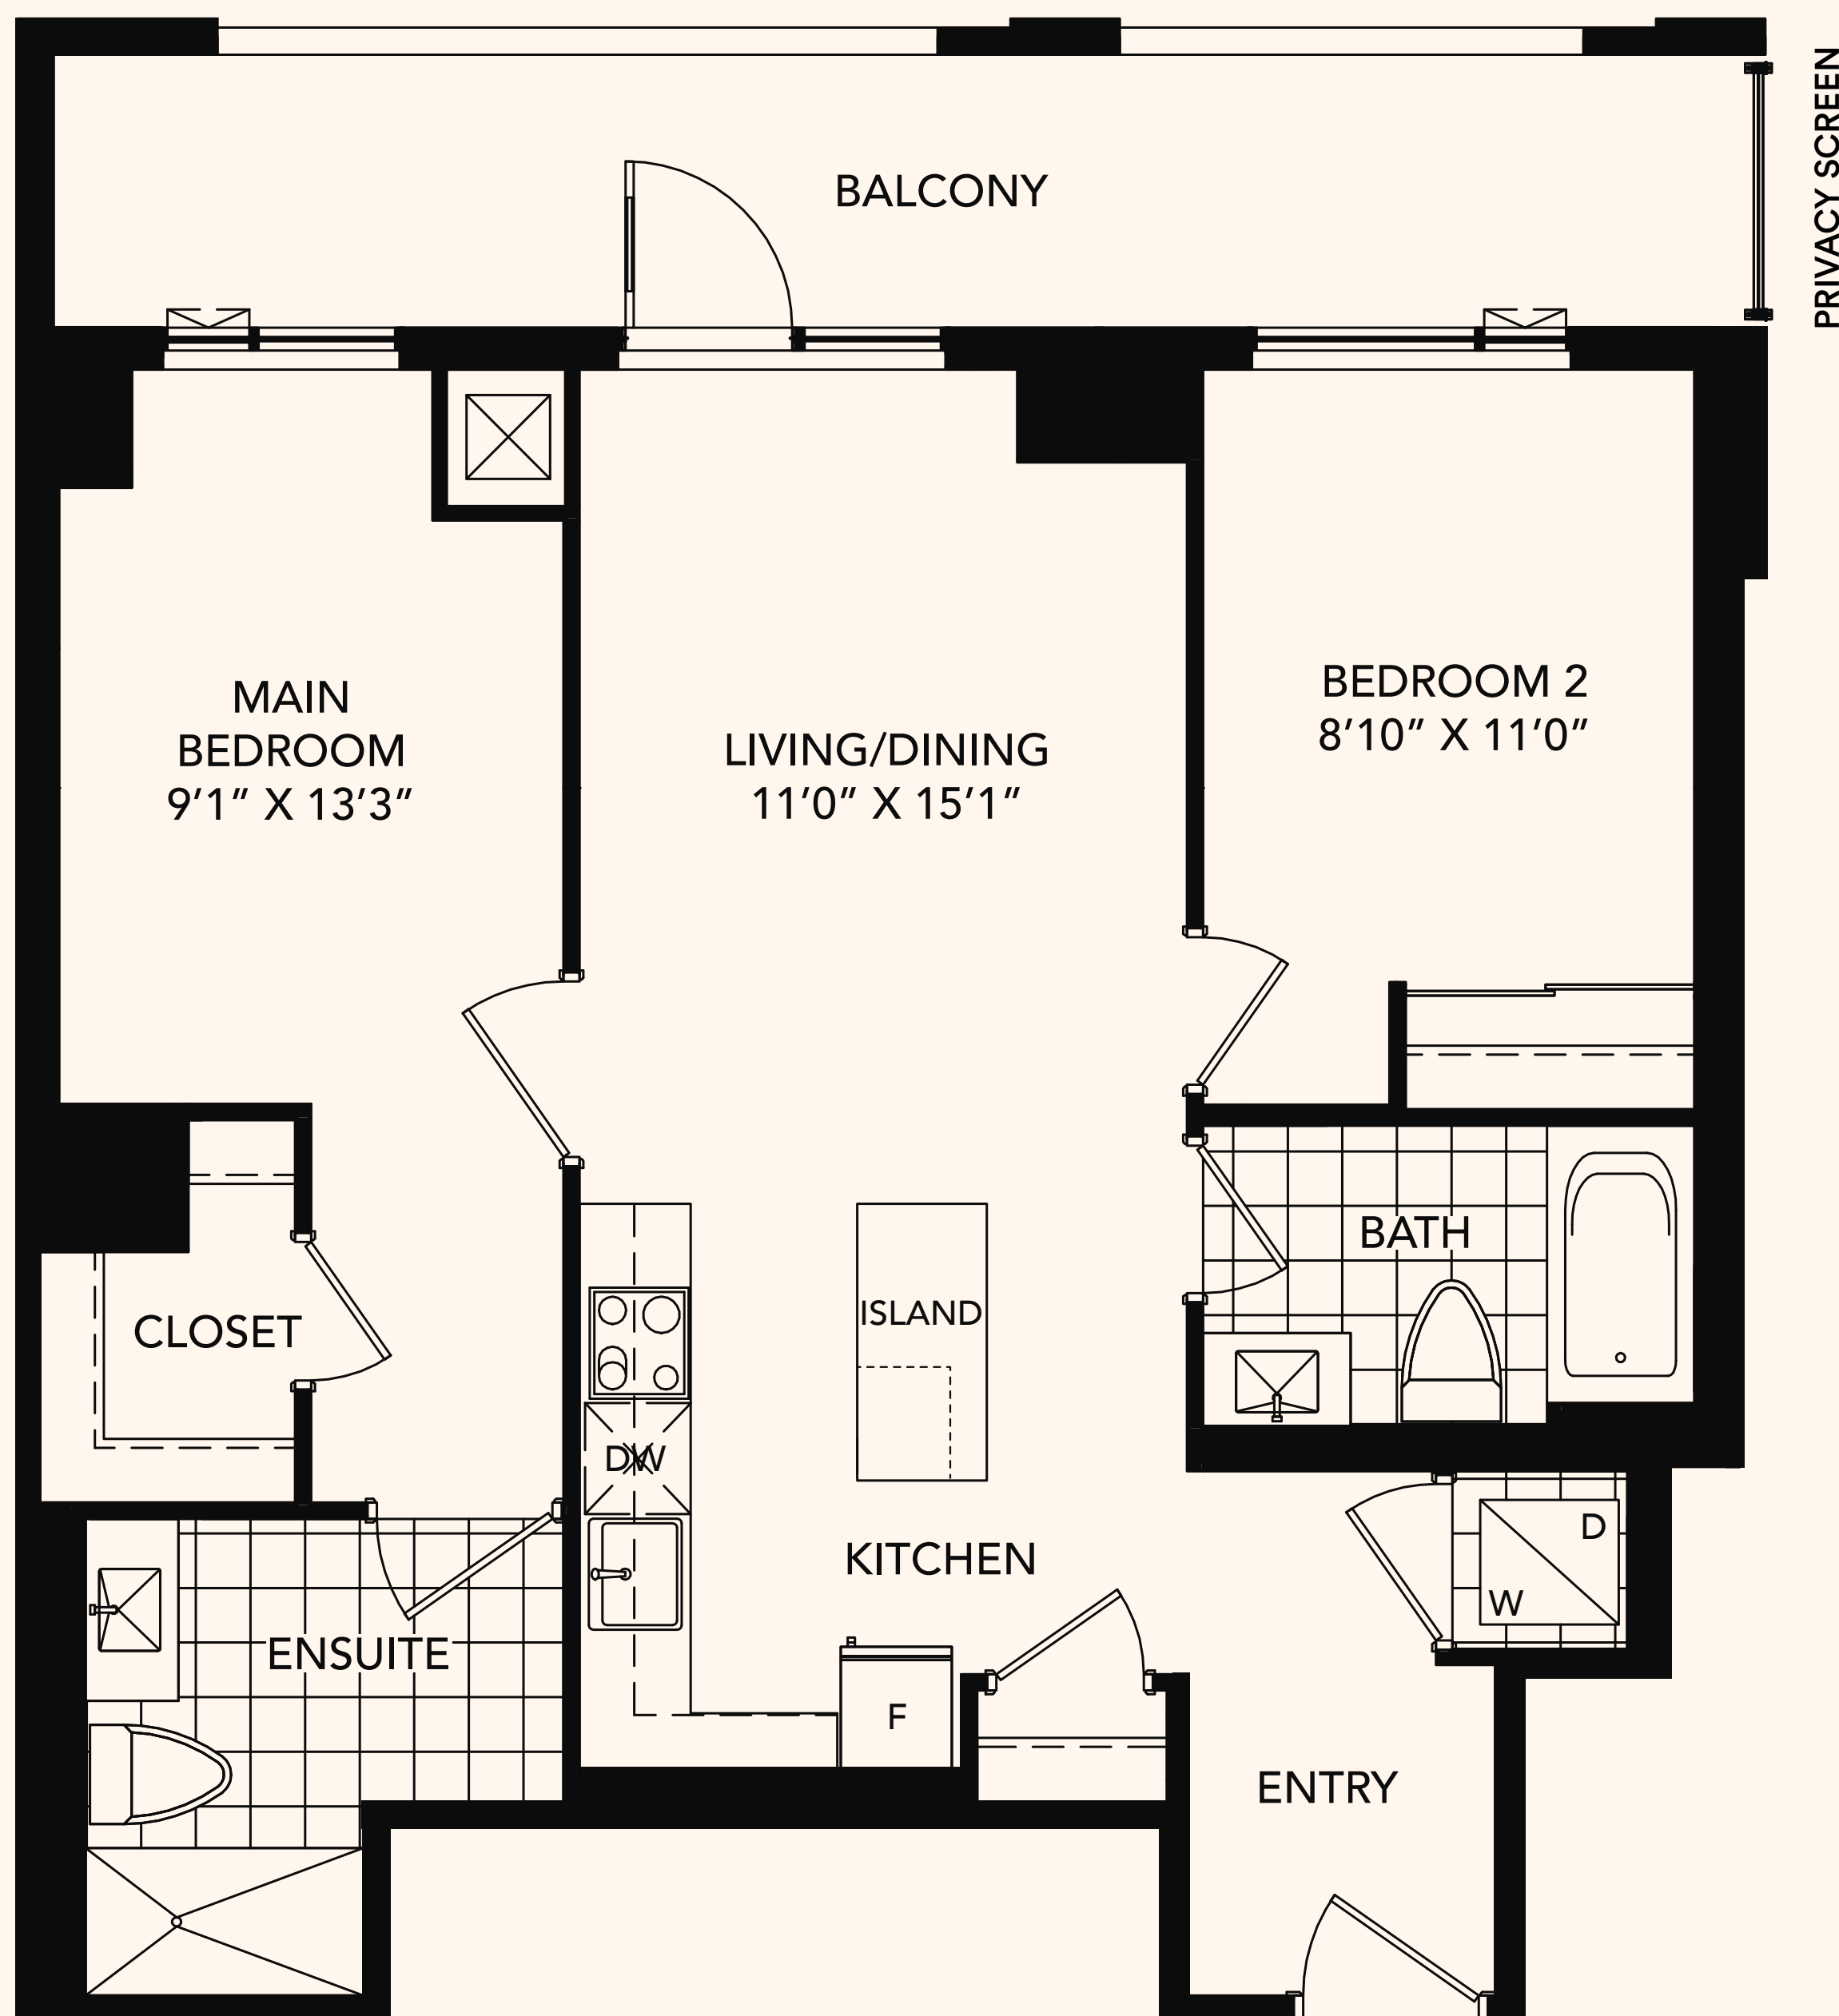 BALCONY
PRIVACY SCREEN
MAIN
BEDROOM
9’1” X 13’3”
LIVING/DINING
11’0” X 15’1”
BEDROOM 2
8’10” X 11’0”
BATH
CLOSET
ISLAND
DW
KITCHEN
D
W
ENSUITE
F
ENTRY